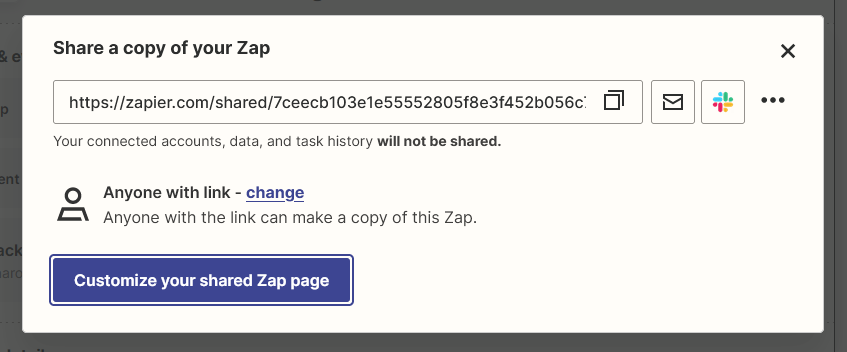 Share a copy of your Zap
https://zapier.com/shared/7ceecb103e1e55552805f8e3f452b056c
Your connected accounts, data, and task history will not be shared.
Anyone with link - change
Anyone with the link can make a copy of this Zap.
Customize your shared Zap page